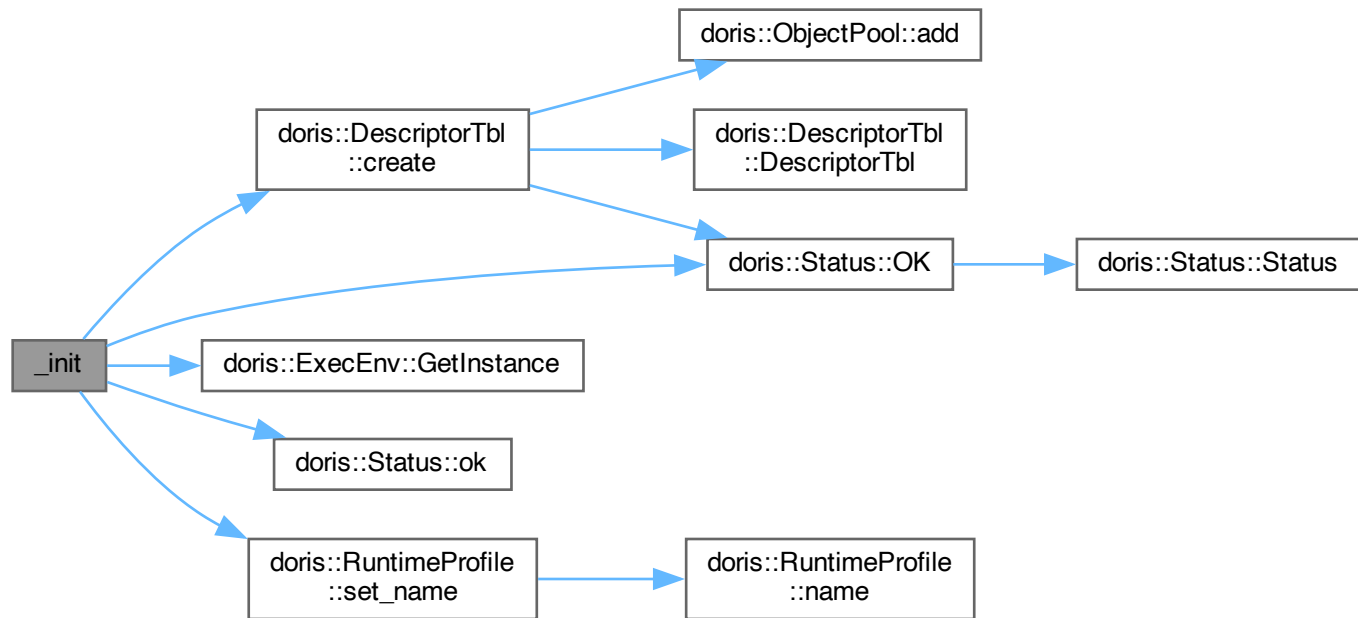 doris::ObjectPool::add
doris::DescriptorTbl
::create
doris::DescriptorTbl
::DescriptorTbl
doris::Status::OK
doris::Status::Status
_init
doris::ExecEnv::GetInstance
doris::Status::ok
doris::RuntimeProfile
::set_name
doris::RuntimeProfile
::name